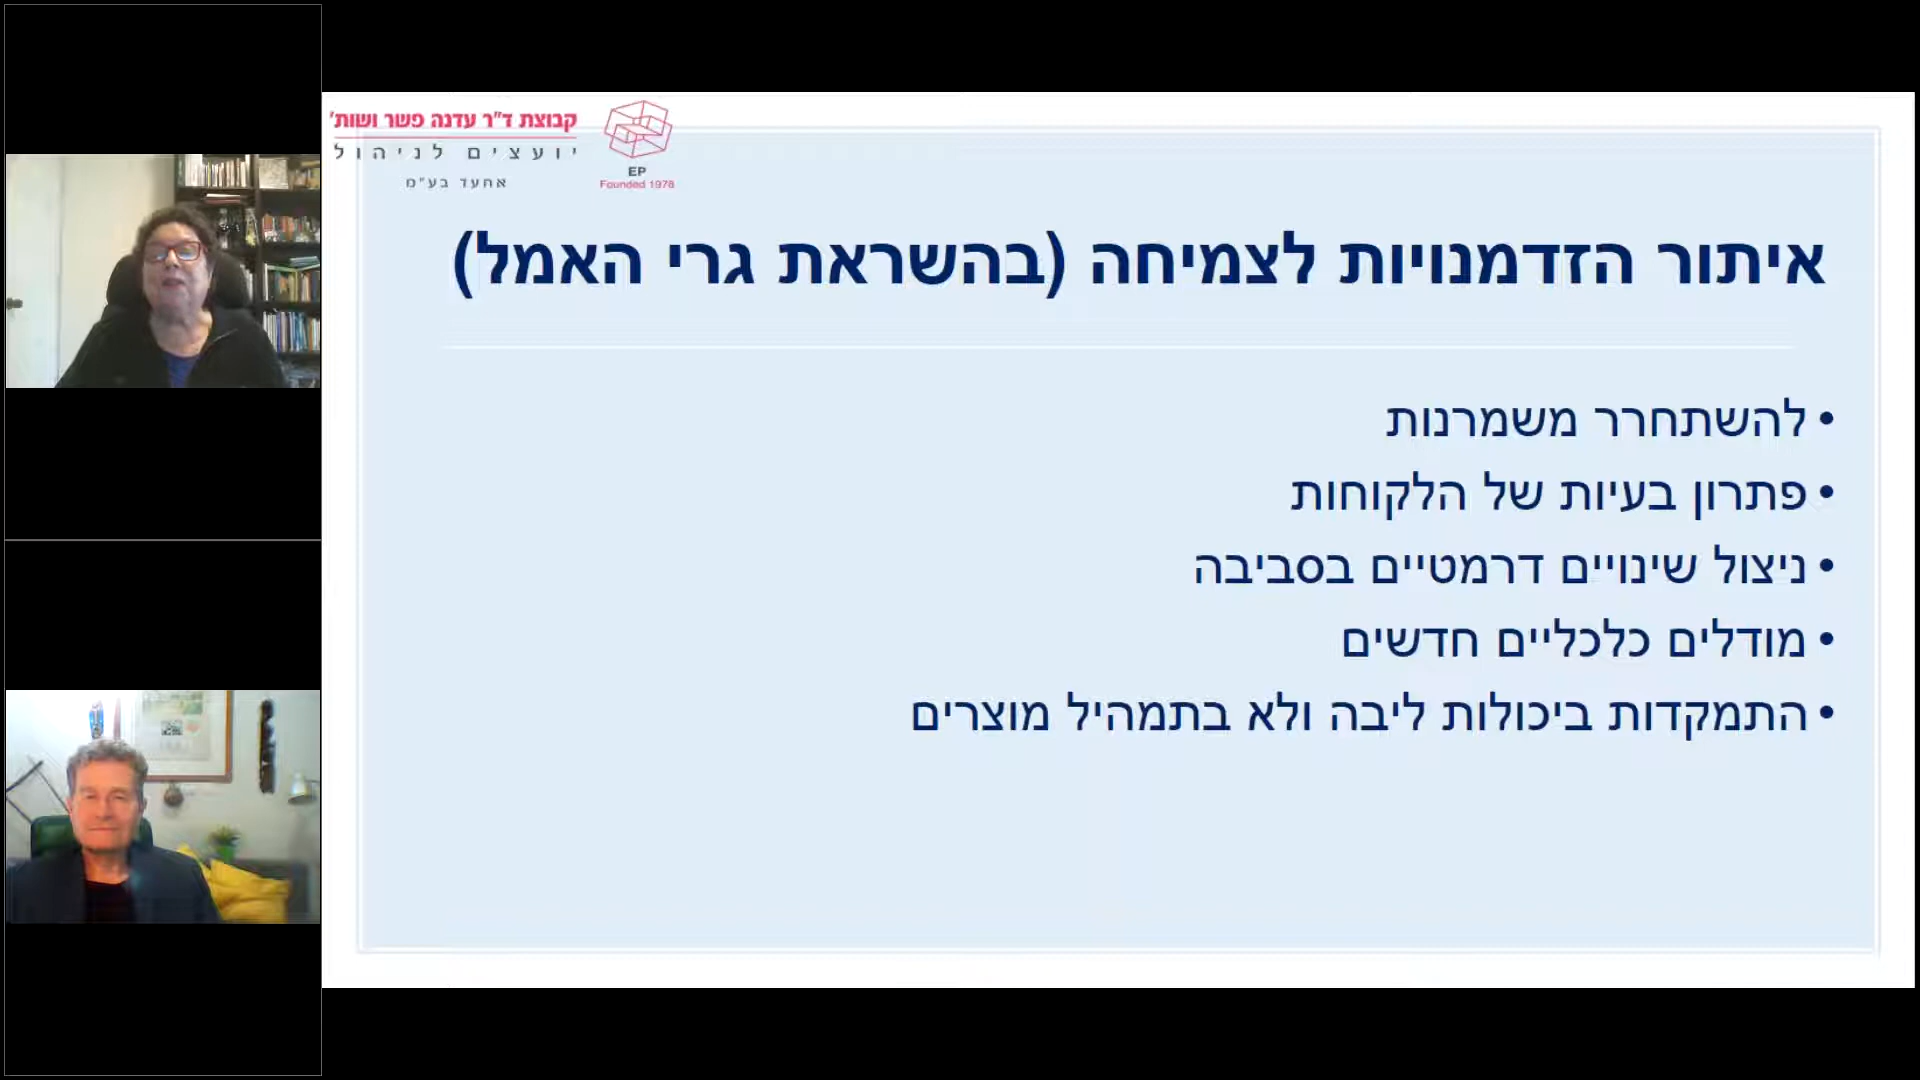 קבוצת ד"ר עדנה פשר ושות'
יועצים לניהול
אחעד בע"מ
EP
Founded 1978
איתור הזדמנויות לצמיחה (בהשראת גרי האמל)
• להשתחרר משמרנות
• פתרון בעיות של הלקוחות
• ניצול שינויים דרמטיים בסביבה
• מודלים כלכליים חדשים
• התמקדות ביכולות ליבה ולא בתמהיל מוצרים